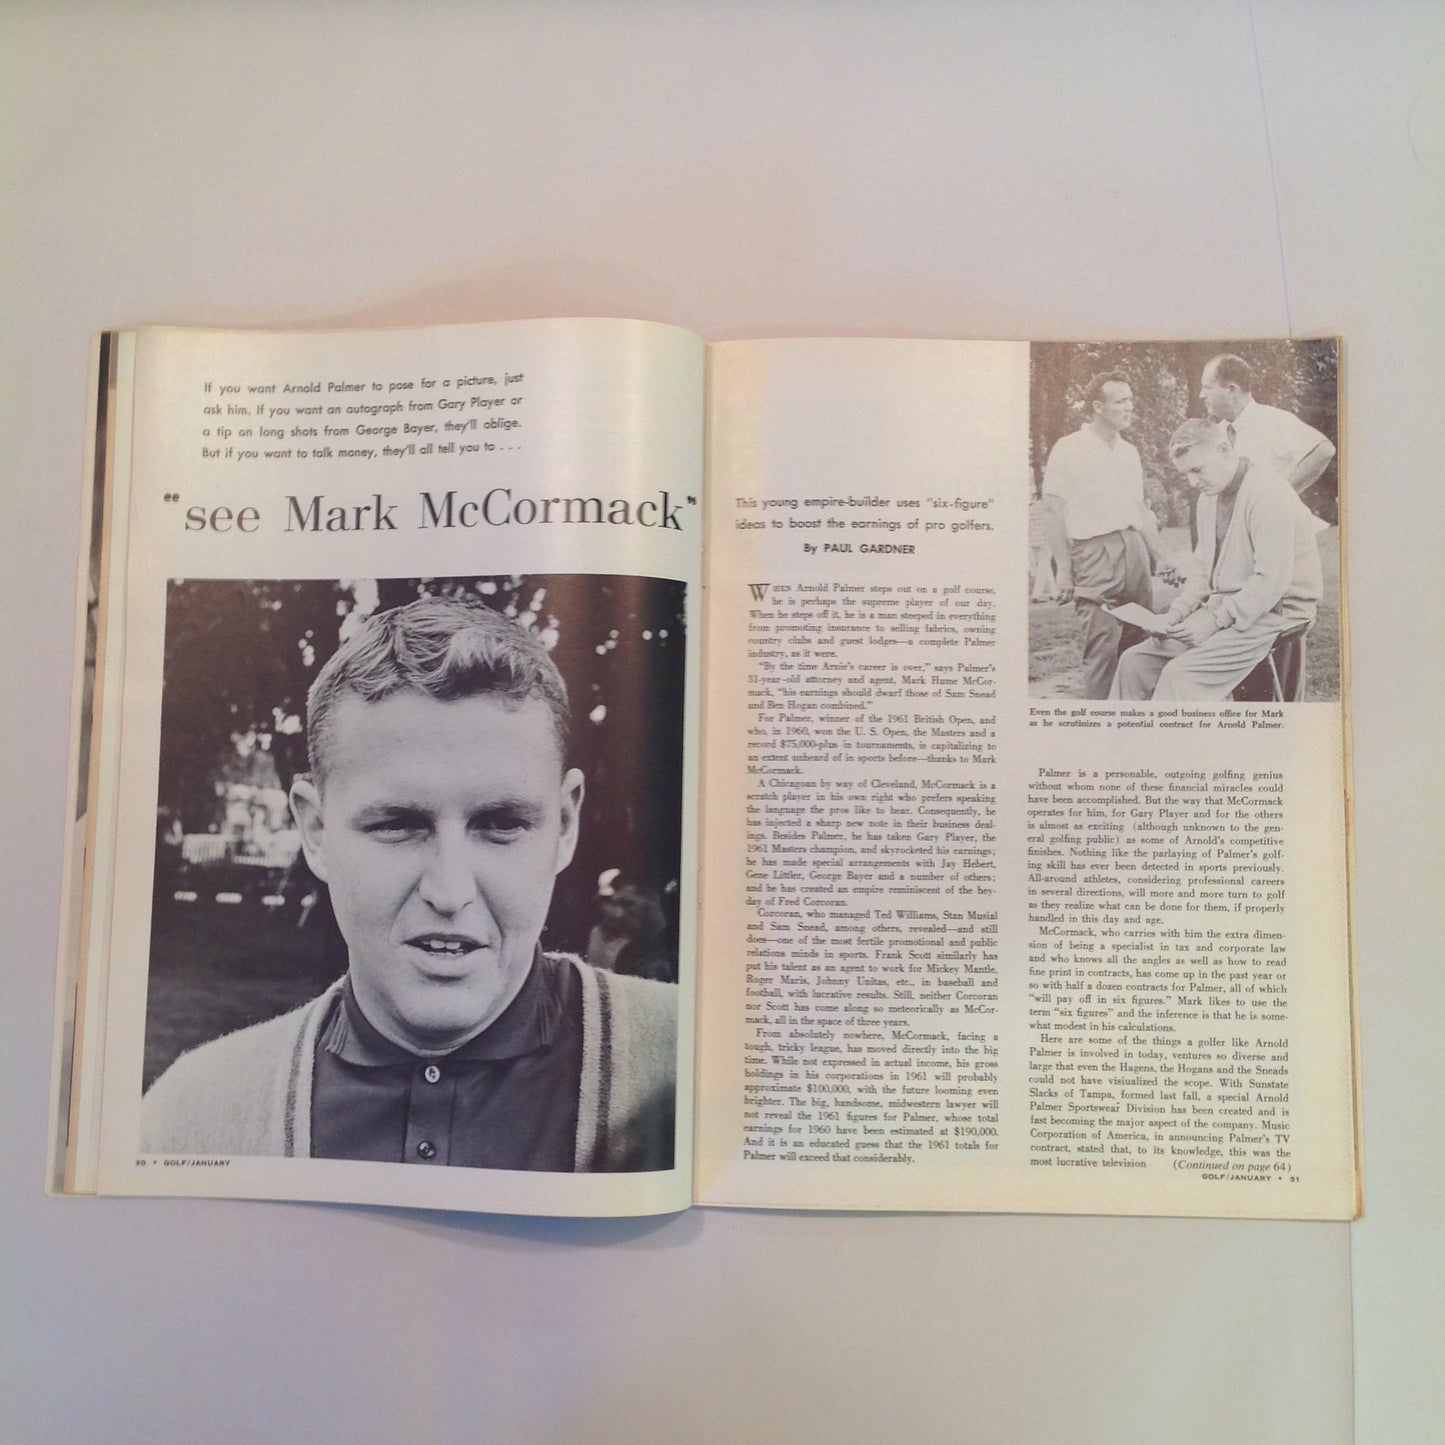 If you want Arnold Palmer to pose for a picture, just
ask him. If you want an autograph from Gary Player or
a tip on long shots from George Bayer, they'll oblige.
But if you want to talk money, they'll all tell you to . . .
"see Mark McCormack"
30 • GOLF/JANUARY
This young empire-builder uses "six-figure"
ideas to boost the earnings of pro golfers.
By PAUL GARDNER
WHEN Arnold Palmer steps out on a golf course,
he is perhaps the supreme player of our day.
When he steps off it, he is a man steeped in everything
from promoting insurance to selling fabrics, owning
country clubs and guest lodges—a complete Palmer
industry, as it were.
"By the time Arnie's career is over," says Palmer's
31-year-old attorney and agent, Mark Hume McCor-
mack, "his earnings should dwarf those of Sam Snead
and Ben Hogan combined."
For Palmer, winner of the 1961 British Open, and
who, in 1960, won the U. S. Open, the Masters and a
record $75,000-plus in tournaments, is capitalizing to
an extent unheard of in sports before—thanks to Mark
McCormack.
A Chicagoan by way of Cleveland, McCormack is a
scratch player in his own right who prefers speaking
the language the pros like to hear. Consequently, he
has injected a sharp new note in their business deal-
ings. Besides Palmer, he has taken Gary Player, the
1961 Masters champion, and skyrocketed his earnings;
he has made special arrangements with Jay Hebert,
Gene Littler, George Bayer and a number of others;
and he has created an empire reminiscent of the hey-
day of Fred Corcoran.
Corcoran, who managed Ted Williams, Stan Musial
and Sam Snead, among others, revealed—and still
does—one of the most fertile promotional and public
relations minds in sports. Frank Scott similarly has
put his talent as an agent to work for Mickey Mantle,
Roger Maris, Johnny Unitas, etc., in baseball and
football, with lucrative results. Still, neither Corcoran
nor Scott has come along so meteorically as McCor-
mack, all in the space of three years.
From absolutely nowhere, McCormack, facing a
tough, tricky league, has moved directly into the big
time. While not expressed in actual income, his gross
holdings in his corporations in 1961 will probably
approximate $100,000, with the future looming even
brighter. The big, handsome, midwestern lawyer will
not reveal the 1961 figures for Palmer, whose total
earnings for 1960 have been estimated at $190,000.
And it is an educated guess that the 1961 totals for
Palmer will exceed that considerably.
Even the golf course makes a good business office for Mark
as he scrutinizes a potential contract for Arnold Palmer.
Palmer is a personable, outgoing golfing genius
without whom none of these financial miracles could
have been accomplished. But the way that McCormack
operates for him, for Gary Player and for the others
is almost as exciting (although unknown to the gen-
eral golfing public) as some of Arnold's competitive
finishes. Nothing like the parlaying of Palmer's golf-
ing skill has ever been detected in sports previously.
All-around athletes, considering professional careers
in several directions, will more and more turn to golf
as they realize what can be done for them, if properly
handled in this day and age.
McCormack, who carries with him the extra dimen-
sion of being a specialist in tax and corporate law
and who knows all the angles as well as how to read
fine print in contracts, has come up in the past year or
so with half a dozen contracts for Palmer, all of which
"will pay off in six figures." Mark likes to use the
term "six figures" and the inference is that he is some-
what modest in his calculations.
Here are some of the things a golfer like Arnold
Palmer is involved in today, ventures so diverse and
large that even the Hagens, the Hogans and the Sneads
could not have visiualized the scope. With Sunstate
Slacks of Tampa, formed last fall, a special Arnold
Palmer Sportswear Division has been created and is
fast becoming the major aspect of the company. Music
Corporation of America, in announcing Palmer's TV
contract, stated that, to its knowledge, this was the
most lucrative television (Continued on page 64)
GOLF/JANUARY • 31